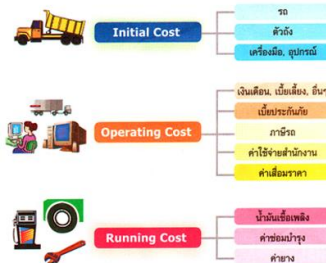 Initial Cost
รถ
ตัวถัง
เครื่องมือ, อุปกรณ์
Operating Cost
เงินเดือน, เบี้ยเลี้ยง, อื่นๆ
เบี้ยประกันภัย
ภาษีรถ
ค่าใช้จ่ายสำนักงาน
ค่าเสื่อมราคา
Running Cost
น้ำมันเชื้อเพลิง
ค่าซ่อมบำรุง
ค่ายาง